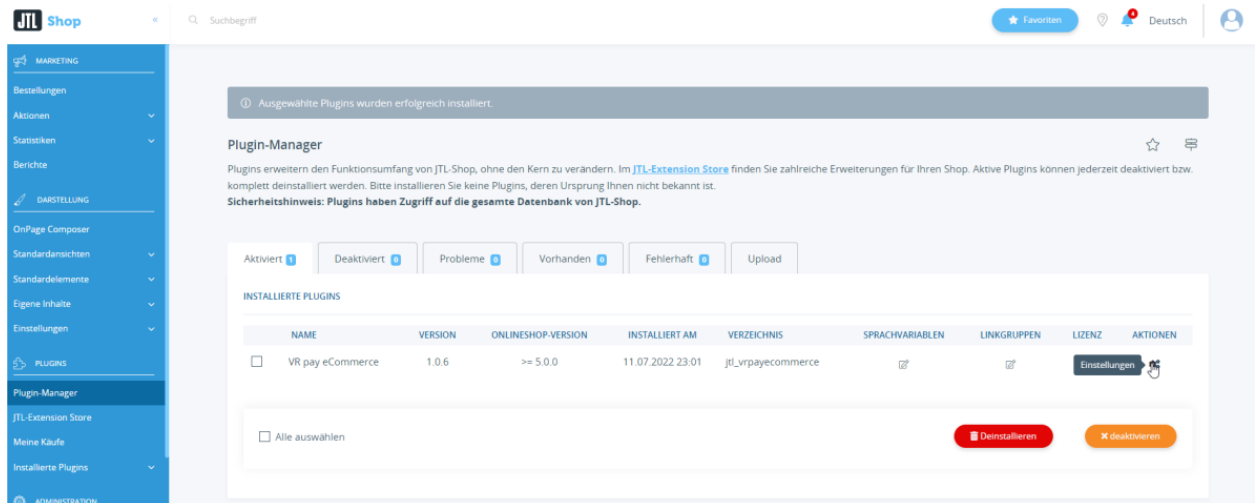 JTL Shop
«
Suchbegriff
Favoriten
4
Deutsch
MARKETING
Bestellungen
Aktionen
Statistiken
Berichte
DARSTELLUNG
OnPage Composer
Standardansichten
Standardelemente
Eigene Inhalte
Einstellungen
PLUGINS
Plugin-Manager
JTL-Extension Store
Meine Käufe
Installierte Plugins
ADMINISTRATION
Ausgewählte Plugins wurden erfolgreich installiert.
Plugin-Manager
Plugins erweitern den Funktionsumfang von JTL-Shop, ohne den Kern zu verändern. Im JTL-Extension Store finden Sie zahlreiche Erweiterungen für Ihren Shop. Aktive Plugins können jederzeit deaktiviert bzw.
komplett deinstalliert werden. Bitte installieren Sie keine Plugins, deren Ursprung Ihnen nicht bekannt ist.
Sicherheitshinweis: Plugins haben Zugriff auf die gesamte Datenbank von JTL-Shop.
Aktiviert 1 Deaktiviert 0 Probleme 0 Vorhanden 0 Fehlerhaft 0 Upload
INSTALLIERTE PLUGINS
NAME VERSION ONLINESHOP-VERSION INSTALLIERT AM VERZEICHNIS SPRACHVARIABLEN LINKGRUPPEN LIZENZ AKTIONEN
VR pay eCommerce 1.0.6 >= 5.0.0 11.07.2022 23:01 jtl_vrpayecommerce Einstellungen
Alle auswählen Deinstallieren deaktivieren